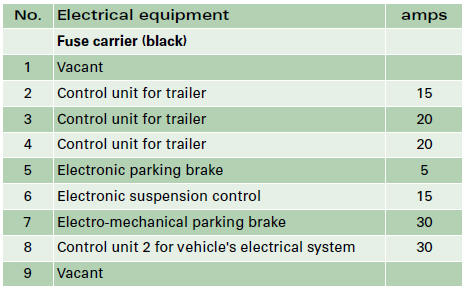 No. Electrical equipment amps
Fuse carrier (black)
1 Vacant
2 Control unit for trailer 15
3 Control unit for trailer 20
4 Control unit for trailer 20
5 Electronic parking brake 5
6 Electronic suspension control 15
7 Electro-mechanical parking brake 30
8 Control unit 2 for vehicle's electrical system 30
9 Vacant